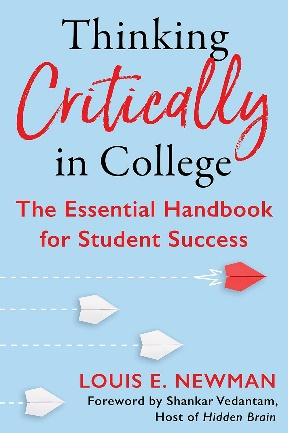 Thinking
Critically
in College
The Essential Handbook
for Student Success
LOUIS E. NEWMAN
Foreword by Shankar Vedantam,
Host of Hidden Brain